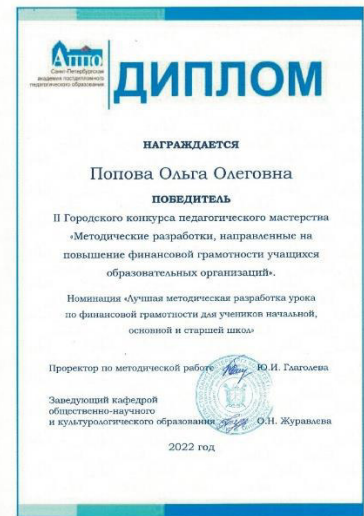 АППО
Санкт-Петербургская
академия постдипломного
педагогического образования
ДИПЛОМ
НАГРАЖДАЕТСЯ
Попова Ольга Олеговна
ПОБЕДИТЕЛЬ
II Городского конкурса педагогического мастерства
«Методические разработки, направленные на
повышение финансовой грамотности учащихся
образовательных организаций».
Номинация «Лучшая методическая разработка урока
по финансовой грамотности для учеников начальной,
основной и старшей школ»
Проректор по методической работе Ю.И. Глаголева
Заведующий кафедрой
общественно-научного
и культурологического образования О.Н. Журавлева
2022 год